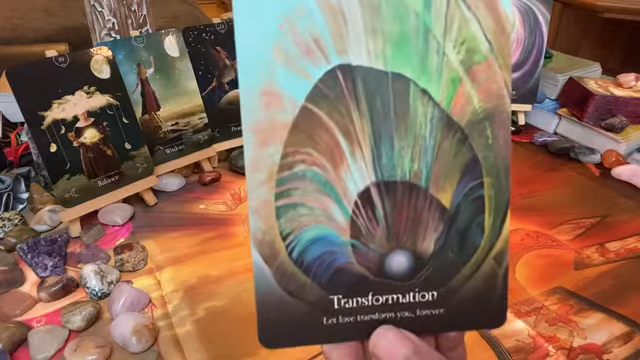 Balance
Wisdom
Transformation
Let love transform you, forever